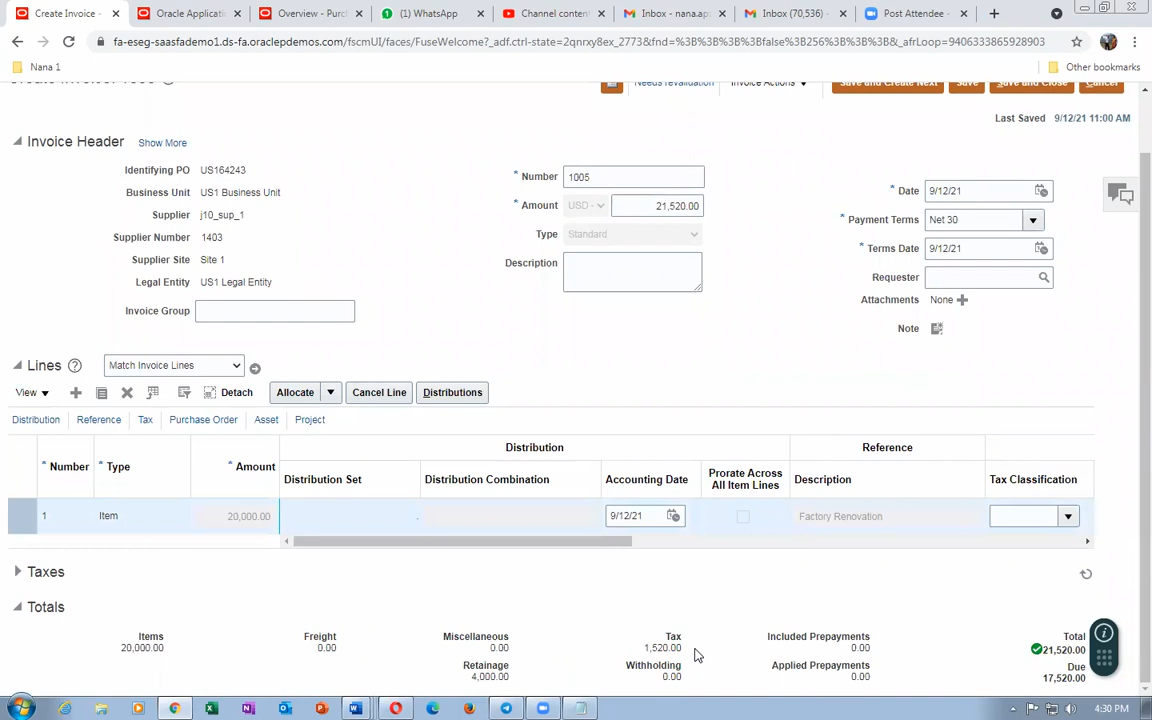 Create Invoice -
Oracle Applicati
Overview - Purc
(1) WhatsApp
Channel conten
Inbox - nana.ap
Inbox (70,536) -
Post Attendee -
fa-eseg-saasfademo1.ds-fa.oraclepdemos.com/fscmUI/faces/FuseWelcome?_adf.ctrl-state=2qnrxy8ex_2773&fnd=%3B%3B%3B%3Bfalse%3B256%3B%3B%3B&_afrLoop=9406333865928903
Nana 1
Other bookmarks
Needs Revalidation
Invoice Actions
Save and Create Next
Save
Save and Close
Cancel
Last Saved 9/12/21 11:00 AM
Invoice Header
Show More
Identifying PO US164243
Business Unit US1 Business Unit
Supplier j10_sup_1
Supplier Number 1403
Supplier Site Site 1
Legal Entity US1 Legal Entity
Invoice Group
* Number 1005
* Amount USD - 21,520.00
Type Standard
Description
* Date 9/12/21
* Payment Terms Net 30
* Terms Date 9/12/21
Requester
Attachments None
Note
Lines
Match Invoice Lines
View
Detach
Allocate
Cancel Line
Distributions
Distribution Reference Tax Purchase Order Asset Project
Distribution Reference
* Number * Type * Amount Distribution Set Distribution Combination Accounting Date Prorate Across All Item Lines Description Tax Classification
1 Item 20,000.00 . 9/12/21 Factory Renovation
Taxes
Totals
Items Freight Miscellaneous Tax Included Prepayments Total
20,000.00 0.00 0.00 1,520.00 0.00 21,520.00
Retainage Withholding Applied Prepayments Due
4,000.00 0.00 0.00 17,520.00
4:30 PM